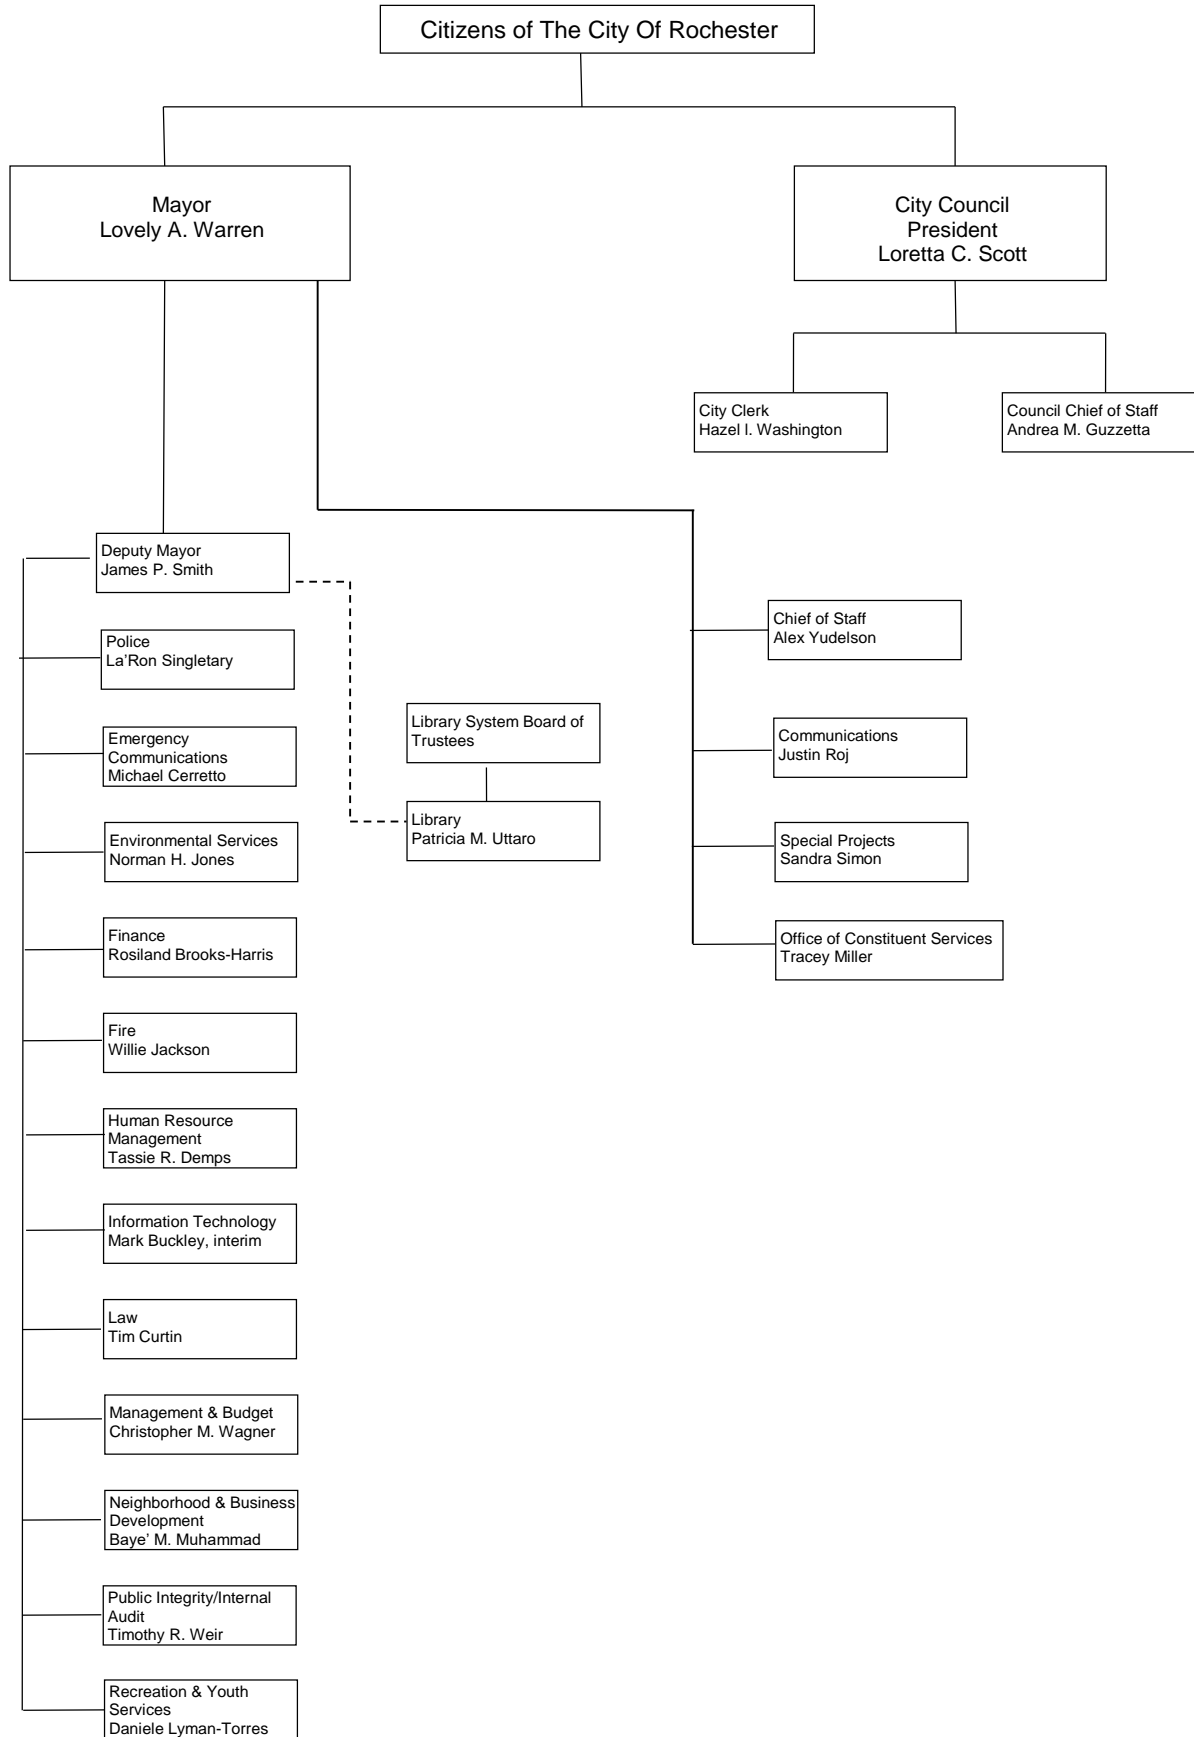 Citizens of The City Of Rochester
Mayor
Lovely A. Warren
City Council
President
Loretta C. Scott
City Clerk
Hazel I. Washington
Council Chief of Staff
Andrea M. Guzzetta
Deputy Mayor
James P. Smith
Police
La'Ron Singletary
Emergency
Communications
Michael Cerretto
Environmental Services
Norman H. Jones
Finance
Rosiland Brooks-Harris
Fire
Willie Jackson
Human Resource
Management
Tassie R. Demps
Information Technology
Mark Buckley, interim
Law
Tim Curtin
Management & Budget
Christopher M. Wagner
Neighborhood & Business
Development
Baye' M. Muhammad
Public Integrity/Internal
Audit
Timothy R. Weir
Recreation & Youth
Services
Daniele Lyman-Torres
Library System Board of
Trustees
Library
Patricia M. Uttaro
Chief of Staff
Alex Yudelson
Communications
Justin Roj
Special Projects
Sandra Simon
Office of Constituent Services
Tracey Miller